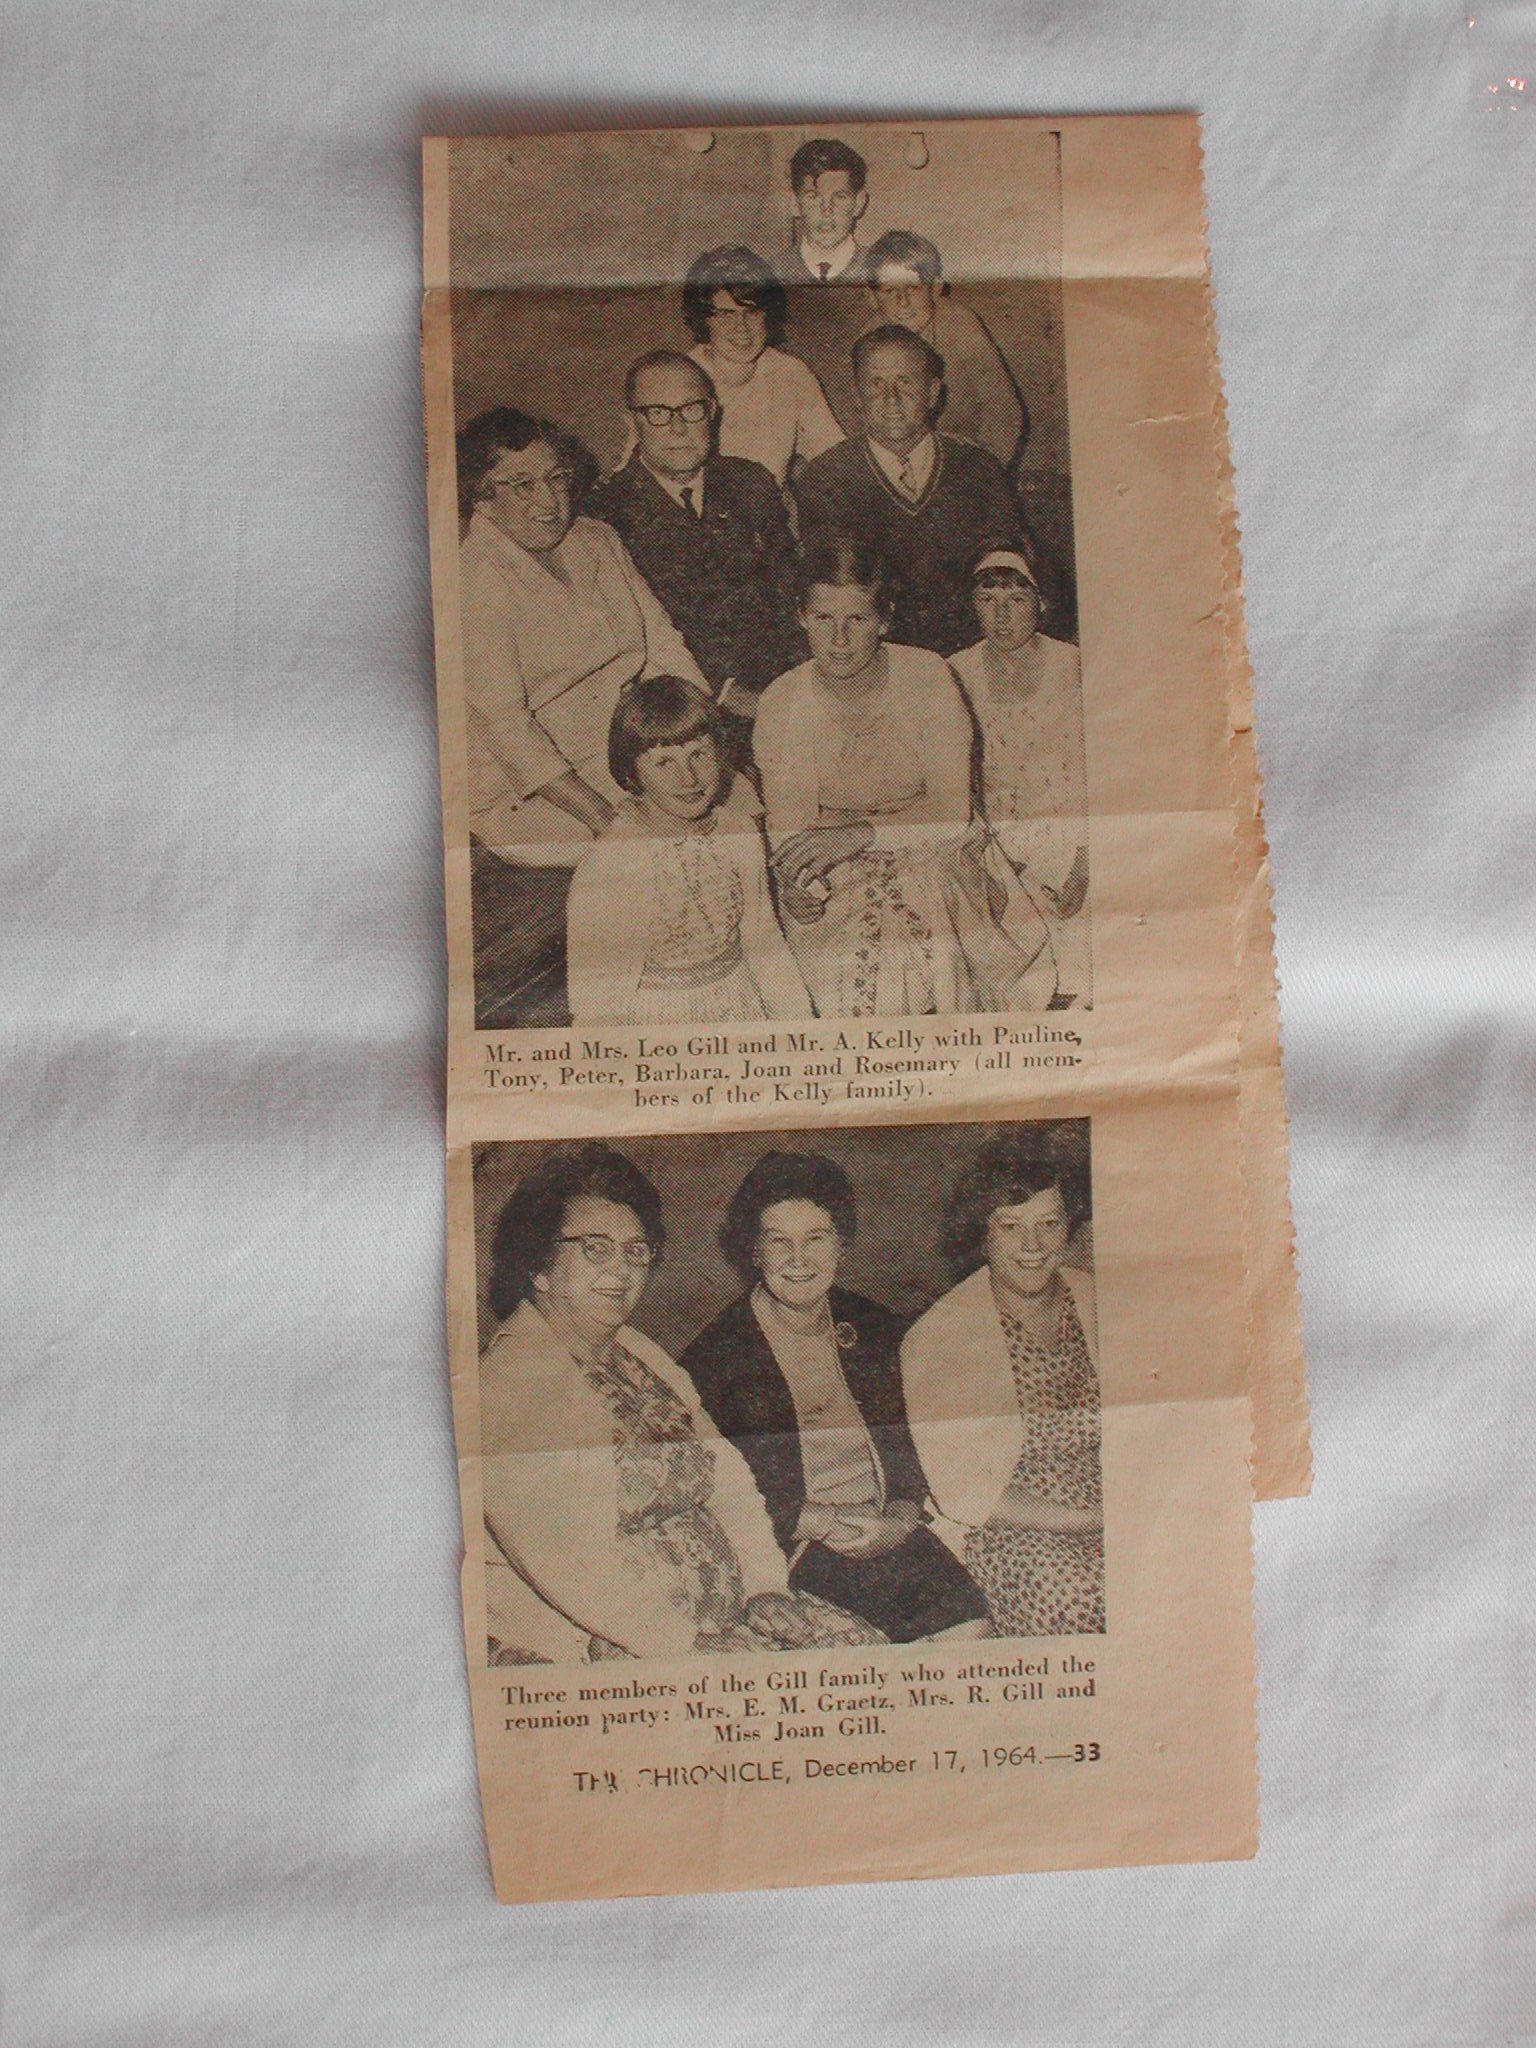 Mr. and Mrs. Leo Gill and Mr. A. Kelly with Pauline,
Tony, Peter, Barbara, Joan and Rosemary (all mem-
bers of the Kelly family).
Three members of the Gill family who attended the
reunion party: Mrs. E. M. Graetz, Mrs. R. Gill and
Miss Joan Gill.
THE CHRONICLE, December 17, 1964.—33